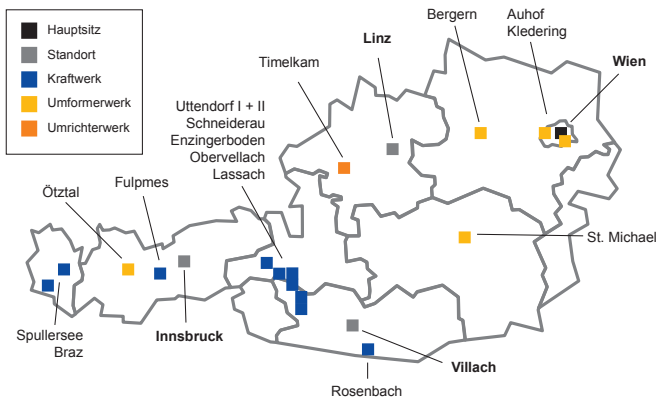 Hauptsitz
Standort
Kraftwerk
Umformerwerk
Umrichterwerk
Bergern
Auhof
Kledering
Linz
Wien
Timelkam
Uttendorf I + II
Schneiderau
Enzingerboden
Obervellach
Lassach
Fulpmes
Ötztal
St. Michael
Spullersee
Braz
Innsbruck
Villach
Rosenbach